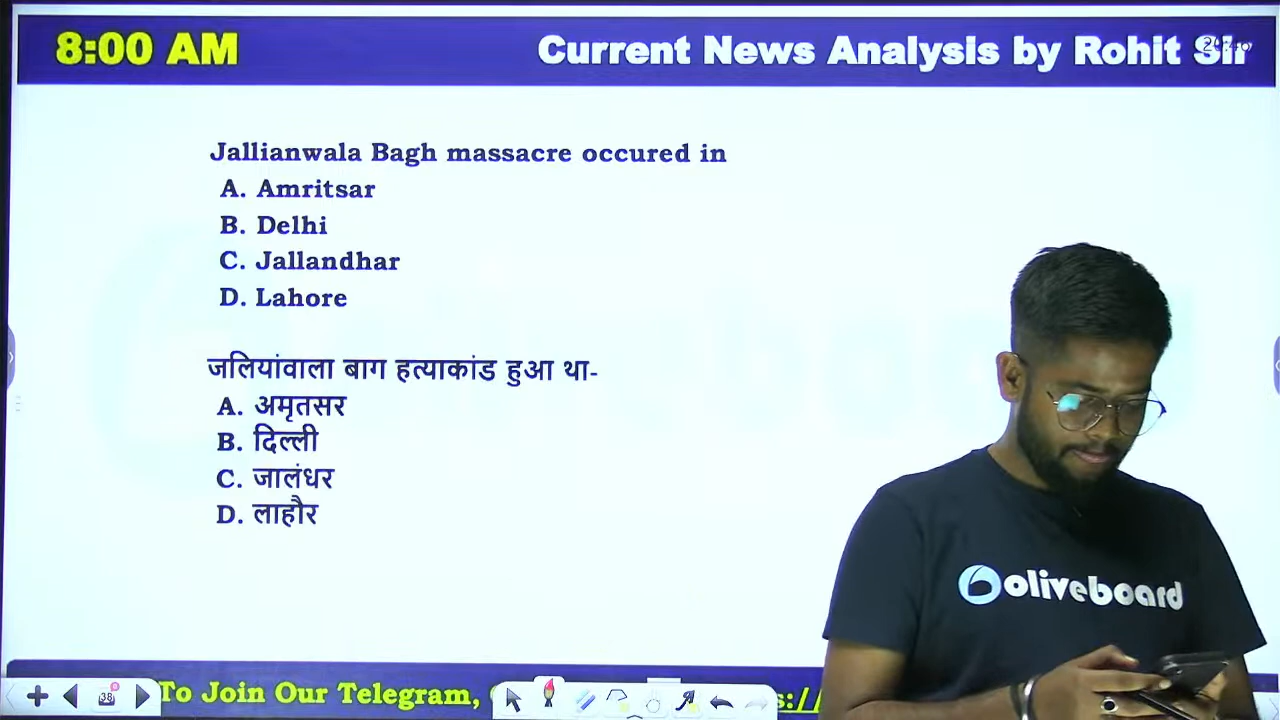 8:00 AM
Current News Analysis by Rohit Sir
Jallianwala Bagh massacre occured in
A. Amritsar
B. Delhi
C. Jallandhar
D. Lahore
जलियांवाला बाग हत्याकांड हुआ था-
A. अमृतसर
B. दिल्ली
C. जालंधर
D. लाहौर
oliveboard
38
To Join Our Telegram,
s://